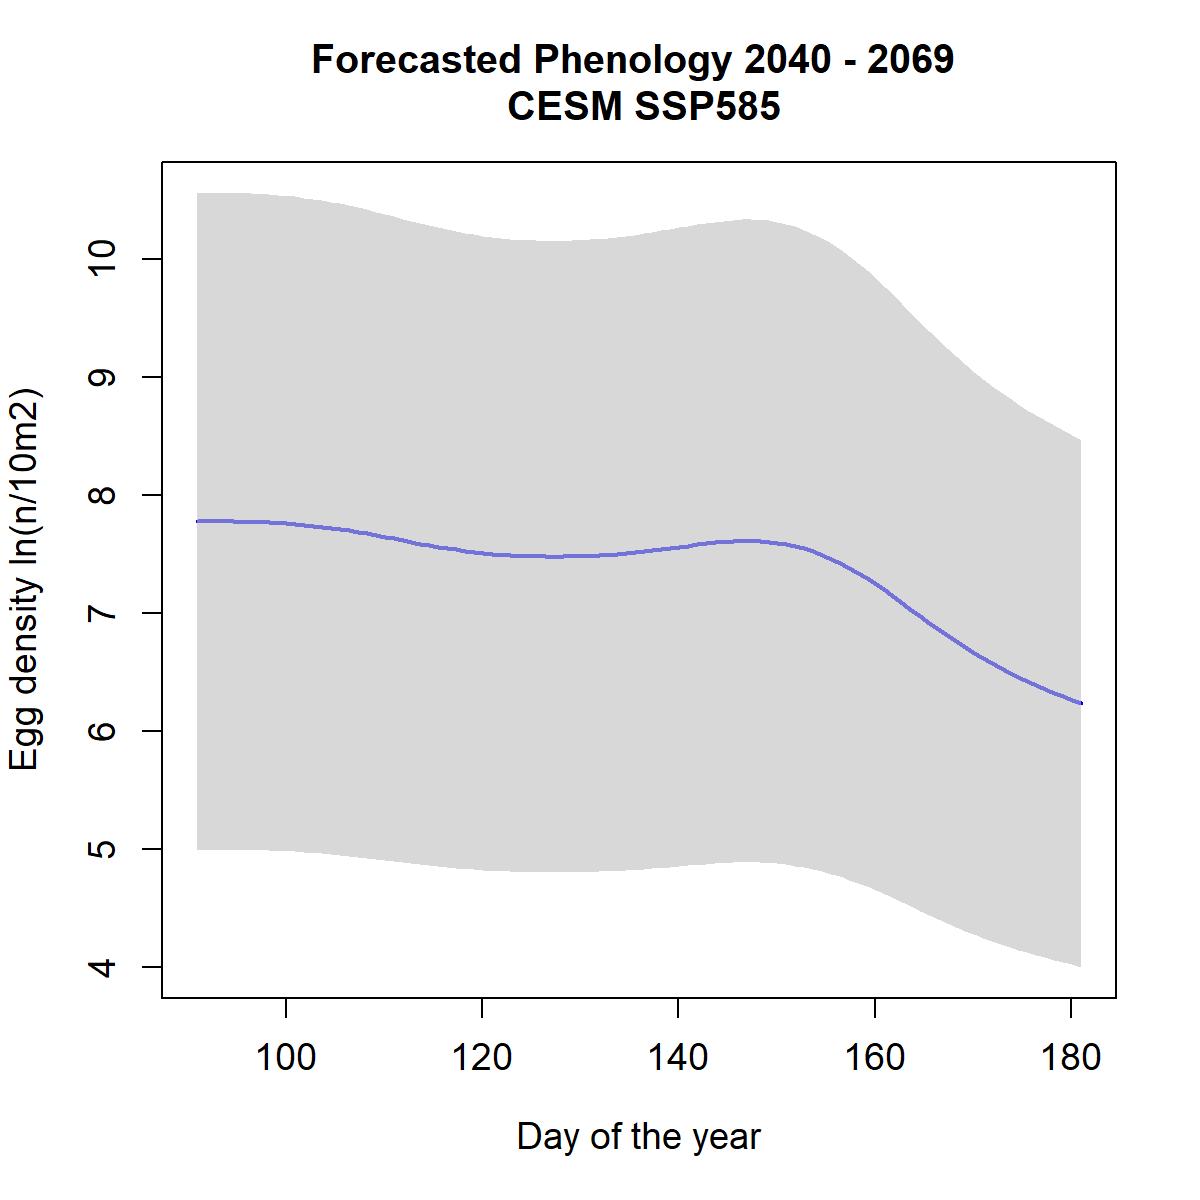 Forecasted Phenology 2040 - 2069
CESM SSP585
Egg density ln(n/10m2)
10
9
8
7
6
5
4
100 120 140 160 180
Day of the year